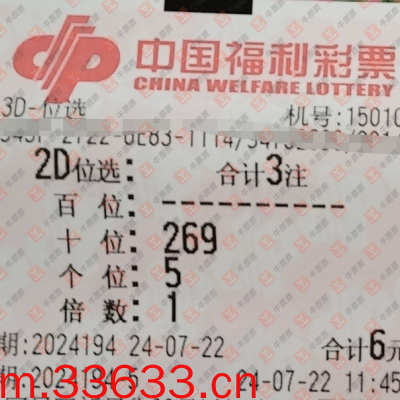 中国福利彩票
CHINA WELFARE LOTTERY
3D-位选 机号:15010
2D位选: 合计3注
百 位: ----------
十 位: 269
个 位: 5
倍 数: 1
期:2024194 24-07-22 合计6元
期:2024194 24-07-22 11:45
m.33633.cn